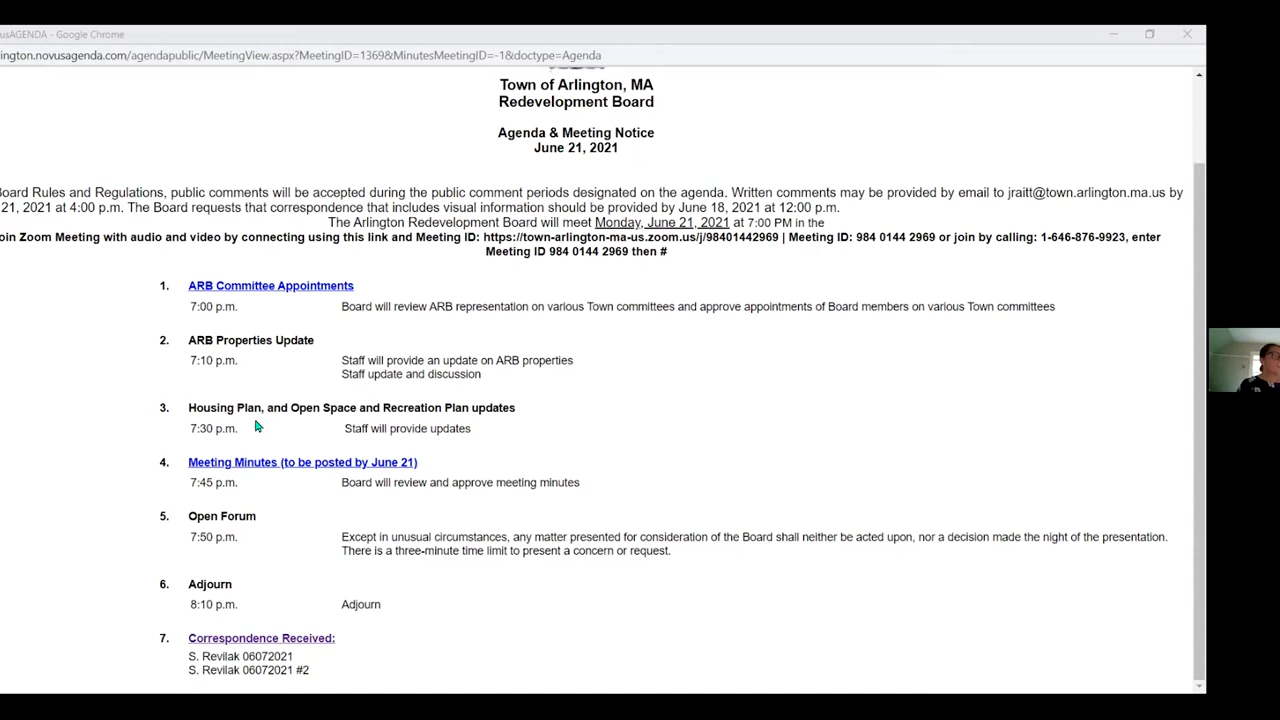 usAGENDA - Google Chrome
ington.novusagenda.com/agendapublic/MeetingView.aspx?MeetingID=1369&MinutesMeetingID=-1&doctype=Agenda
Town of Arlington, MA
Redevelopment Board
Agenda & Meeting Notice
June 21, 2021
Board Rules and Regulations, public comments will be accepted during the public comment periods designated on the agenda. Written comments may be provided by email to jraitt@town.arlington.ma.us by
21, 2021 at 4:00 p.m. The Board requests that correspondence that includes visual information should be provided by June 18, 2021 at 12:00 p.m.
The Arlington Redevelopment Board will meet Monday, June 21, 2021 at 7:00 PM in the
oin Zoom Meeting with audio and video by connecting using this link and Meeting ID: https://town-arlington-ma-us.zoom.us/j/98401442969 | Meeting ID: 984 0144 2969 or join by calling: 1-646-876-9923, enter
Meeting ID 984 0144 2969 then #
1. ARB Committee Appointments
7:00 p.m. Board will review ARB representation on various Town committees and approve appointments of Board members on various Town committees
2. ARB Properties Update
7:10 p.m. Staff will provide an update on ARB properties
Staff update and discussion
3. Housing Plan, and Open Space and Recreation Plan updates
7:30 p.m. Staff will provide updates
4. Meeting Minutes (to be posted by June 21)
7:45 p.m. Board will review and approve meeting minutes
5. Open Forum
7:50 p.m. Except in unusual circumstances, any matter presented for consideration of the Board shall neither be acted upon, nor a decision made the night of the presentation.
There is a three-minute time limit to present a concern or request.
6. Adjourn
8:10 p.m. Adjourn
7. Correspondence Received:
S. Revilak 06072021
S. Revilak 06072021 #2